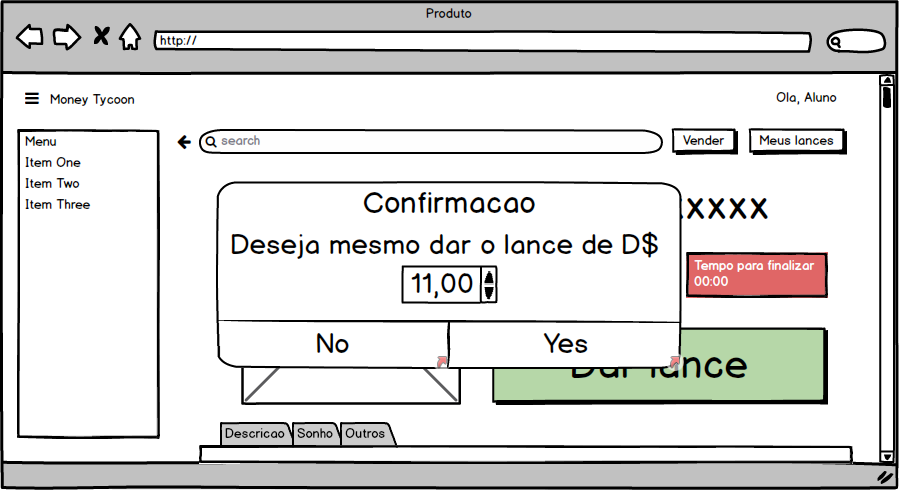 Produto
http://
Money Tycoon
Ola, Aluno
Menu
Item One
Item Two
Item Three
search
Vender
Meus lances
Confirmacao
Deseja mesmo dar o lance de D$
11,00
No
Yes
xxxx
Tempo para finalizar
00:00
Dar lance
Descricao
Sonho
Outros